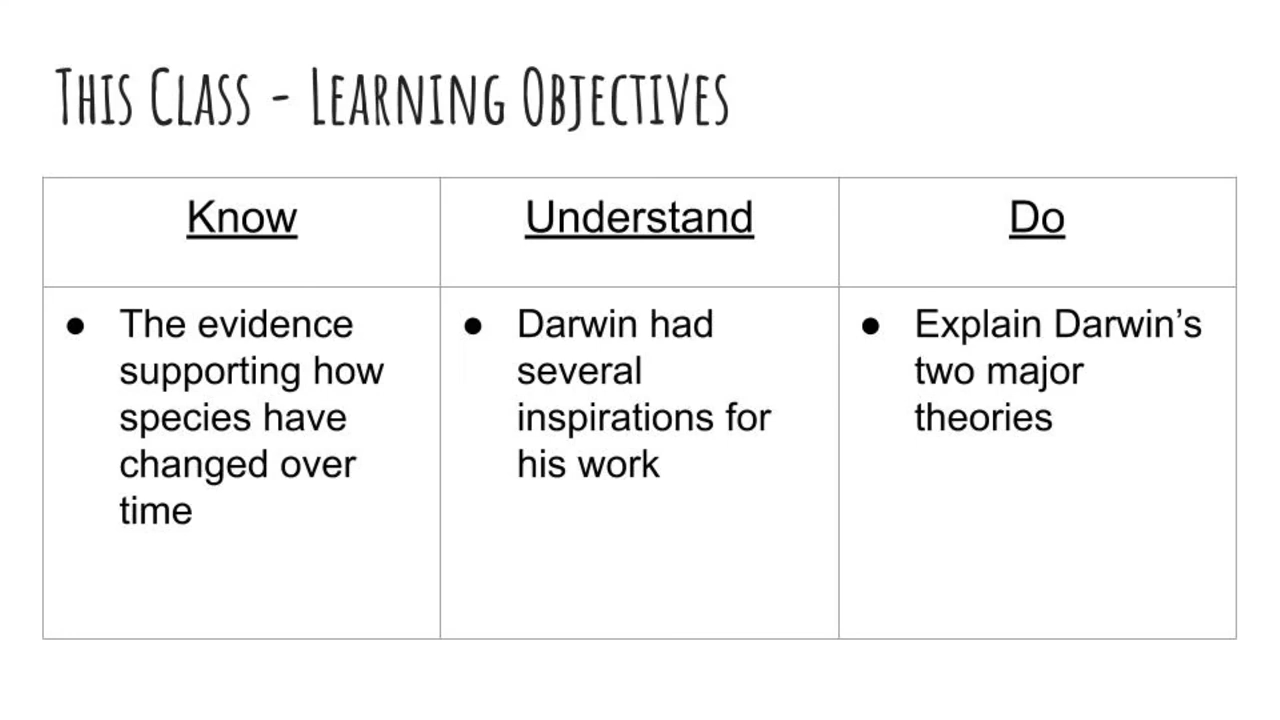 This Class - Learning Objectives
Know
Understand
Do
● The evidence
supporting how
species have
changed over
time
● Darwin had
several
inspirations for
his work
● Explain Darwin’s
two major
theories